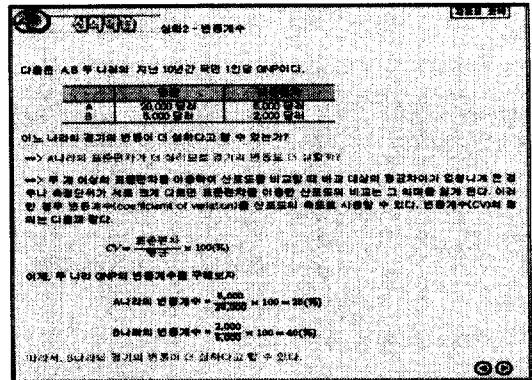 심화2 - 변동계수
다음은 A,B 두 나라의 지난 10년간 국민 1인당 GNP이다.
A 20,000 달러 5,000 달러
B 5,000 달러 2,000 달러
어느 나라의 경기의 변동이 더 심하다고 할 수 있는가?
==> A나라의 표준편차가 더 크므로 경기의 변동도 더 심할까?
==> 두 개 이상의 표준편차를 이용하여 산포도를 비교할 때 비교 대상의 평균차이가 엄청나게 큰 경
우나 측정단위가 서로 크게 다르면 표준편차를 이용한 산포도의 비교는 그 의미를 잃게 된다. 이러
한 경우 변동계수(coefficient of variation)를 산포도의 측도로 사용할 수 있다. 변동계수(CV)의 정
의는 다음과 같다.
CV= 표준편차/평균 × 100(%)
이제, 두 나라 GNP의 변동계수를 구해보자
A나라의 변동계수 = 5,000/20,000 × 100 = 25(%)
B나라의 변동계수 = 2,000/5,000 × 100 = 40(%)
따라서, B나라의 경기의 변동이 더 심하다고 할 수 있다.